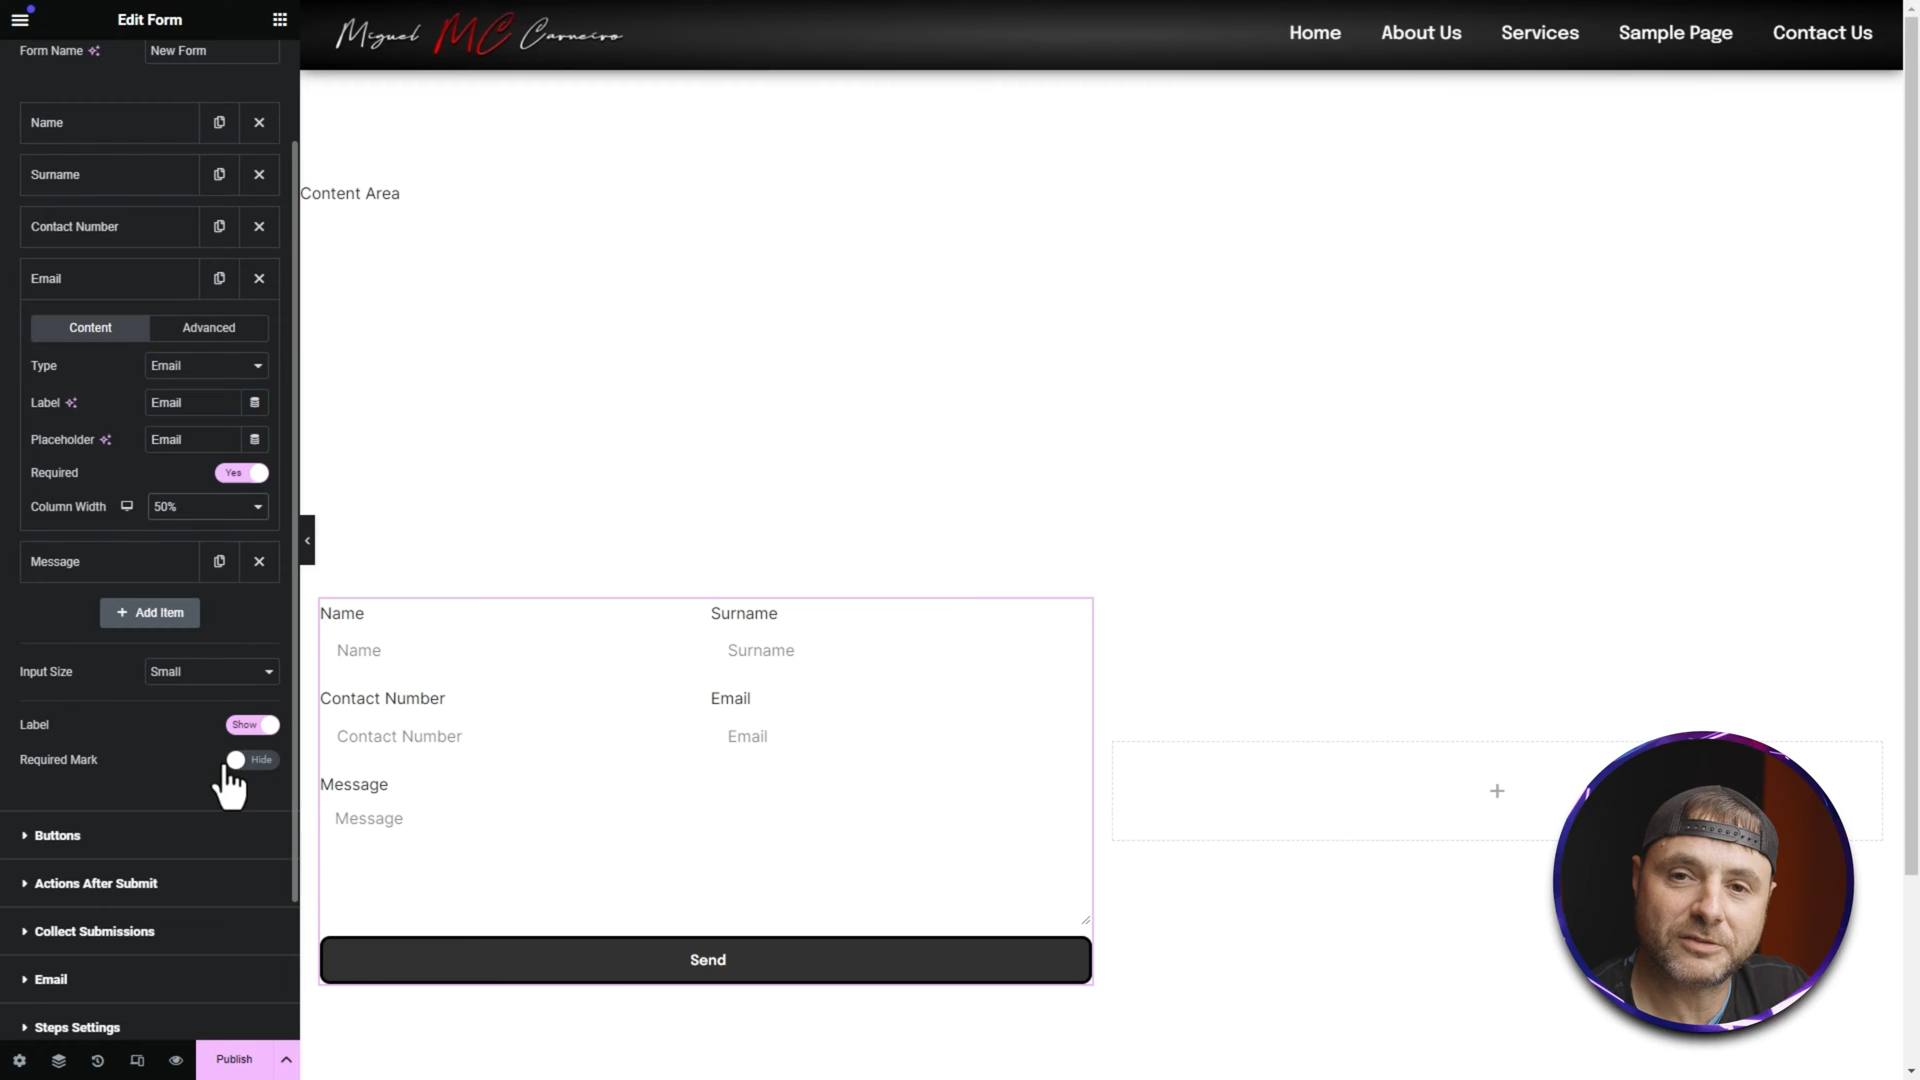 Edit Form
Form Name
New Form
Name
Surname
Contact Number
Email
Content
Advanced
Type
Email
Label
Email
Placeholder
Email
Required
Yes
Column Width
50%
Message
+ Add Item
Input Size
Small
Label
Show
Required Mark
Hide
Buttons
Actions After Submit
Collect Submissions
Email
Steps Settings
Publish
Miguel MC Carneiro
Home
About Us
Services
Sample Page
Contact Us
Content Area
Name
Surname
Name
Surname
Contact Number
Email
Contact Number
Email
Message
Message
Send